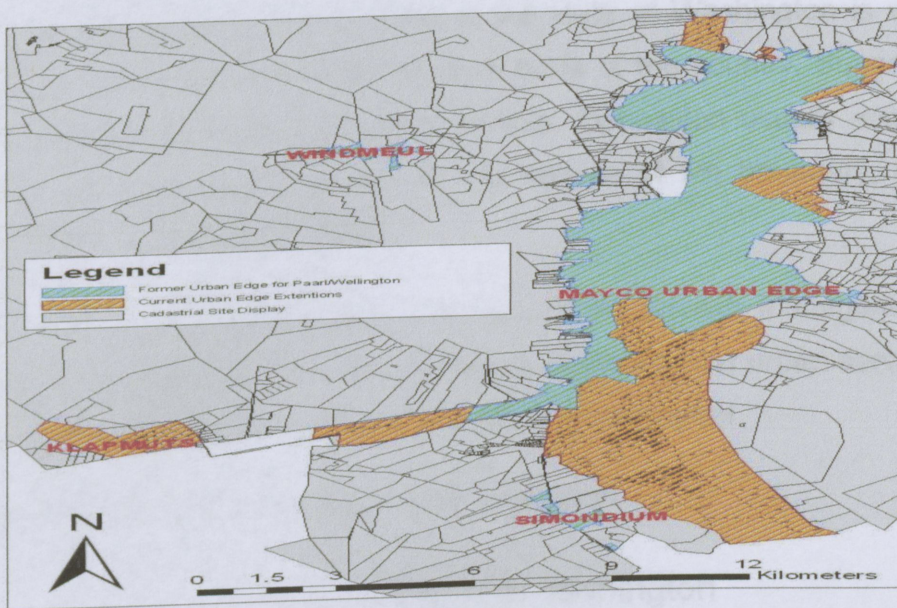 WINDMEUL
Legend
Former Urban Edge for Paarl/Wellington
Current Urban Edge Extentions
Cadastrial Site Display
MAYCO URBAN EDGE
KLAPMUTS
SIMONDIUM
N
0 1.5 3 6 9 12
Kilometers